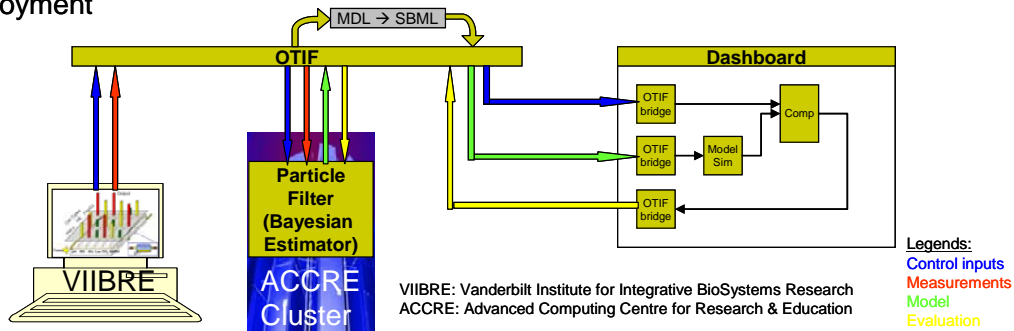 oyment
MDL → SBML
OTIF
Dashboard
OTIF
bridge
Comp
OTIF
bridge
Model
Sim
OTIF
bridge
Particle
Filter
(Bayesian
Estimator)
VIIBRE
ACCRE
Cluster
VIIBRE: Vanderbilt Institute for Integrative BioSystems Research
ACCRE: Advanced Computing Centre for Research & Education
Legends:
Control inputs
Measurements
Model
Evaluation